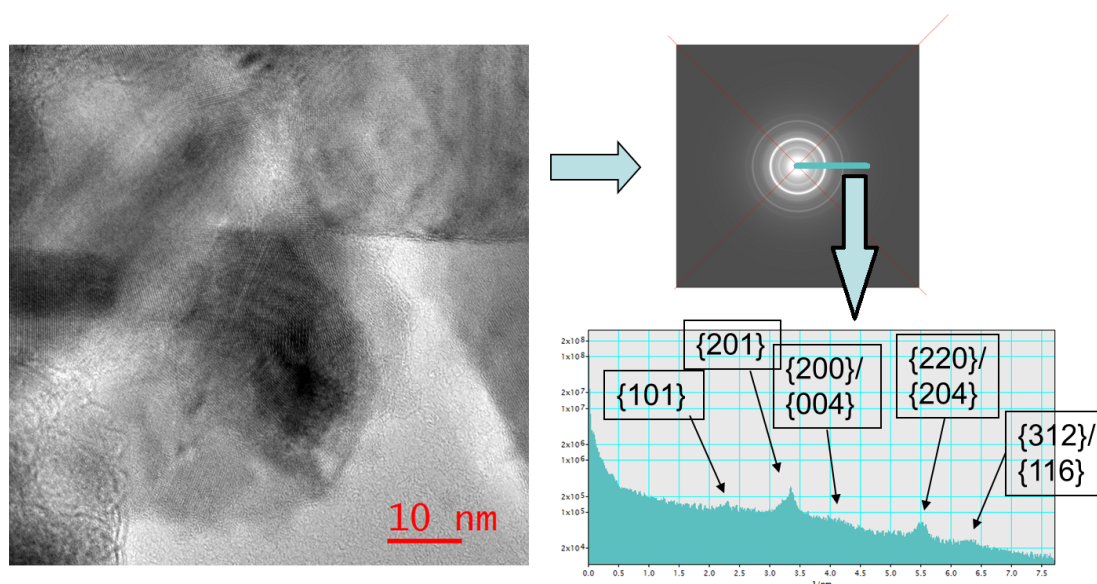 10 nm
{101}
{201}
{200}/
{004}
{220}/
{204}
{312}/
{116}
2x10⁸
1x10⁸
2x10⁷
1x10⁷
2x10⁶
1x10⁶
2x10⁵
1x10⁵
2x10⁴
0.0 0.5 1.0 1.5 2.0 2.5 3.0 3.5 4.0 4.5 5.0 5.5 6.0 6.5 7.0 7.5
1/nm